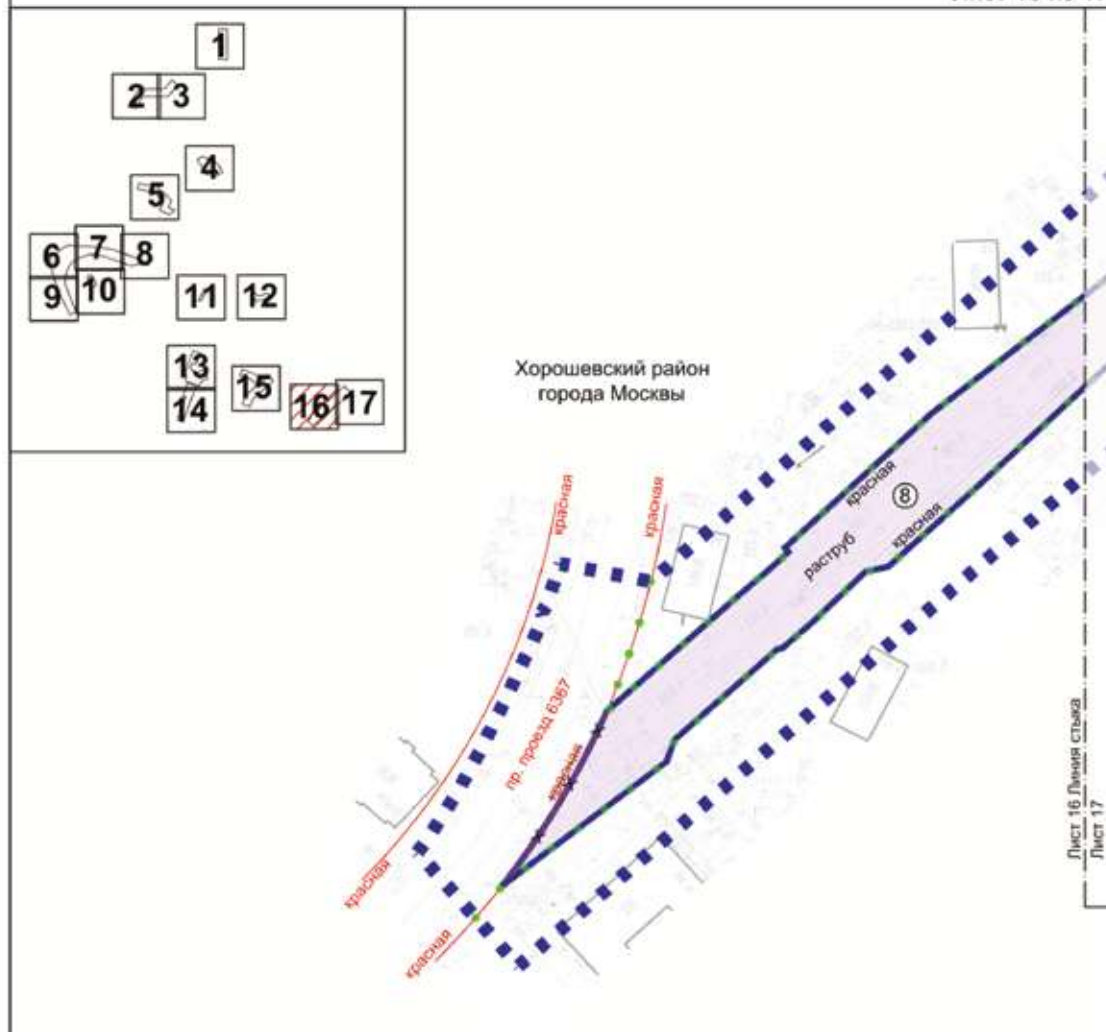 1
2 3
4
5
6 7 8
9 10
11 12
13
14
15
16 17
Хорошевский район
города Москвы
красная
красная
красная
8
красная
раструб
пр. проезд 6367
красная
красная
красная
Лист 16 Линия стыка
Лист 17